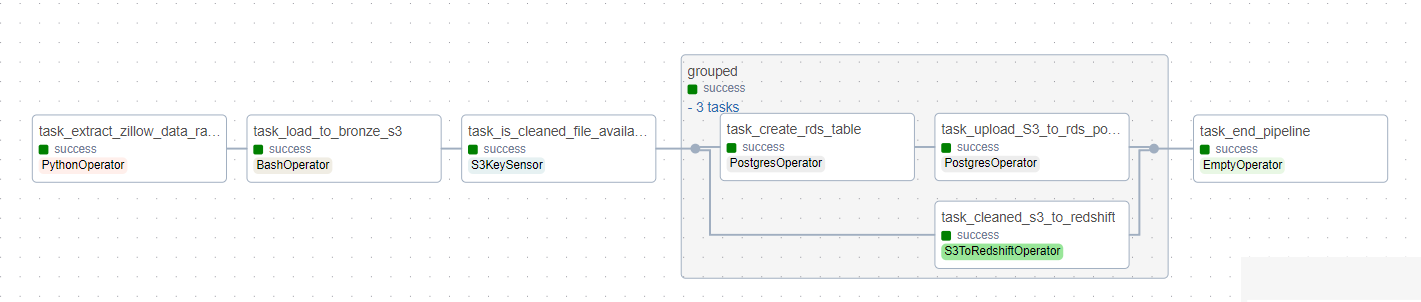 task_extract_zillow_data_ra...
success
PythonOperator
task_load_to_bronze_s3
success
BashOperator
task_is_cleaned_file_availa...
success
S3KeySensor
grouped
success
- 3 tasks
task_create_rds_table
success
PostgresOperator
task_upload_S3_to_rds_po...
success
PostgresOperator
task_cleaned_s3_to_redshift
success
S3ToRedshiftOperator
task_end_pipeline
success
EmptyOperator